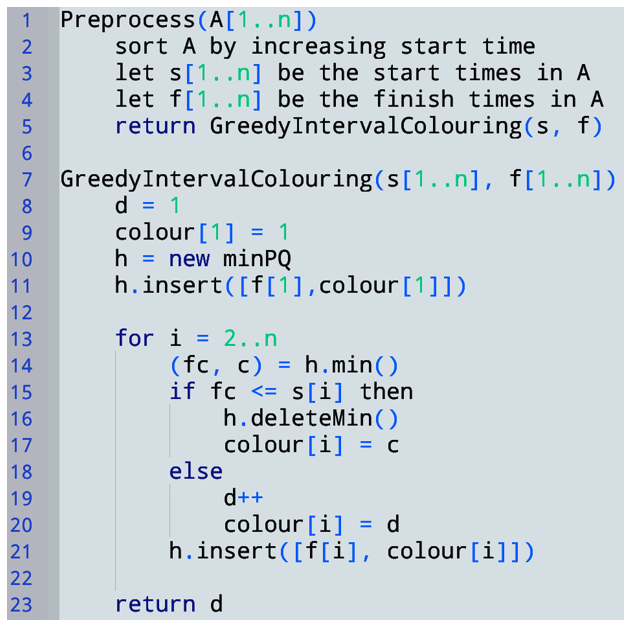 1 Preprocess(A[1..n])
2     sort A by increasing start time
3     let s[1..n] be the start times in A
4     let f[1..n] be the finish times in A
5     return GreedyIntervalColouring(s, f)
6
7 GreedyIntervalColouring(s[1..n], f[1..n])
8     d = 1
9     colour[1] = 1
10     h = new minPQ
11     h.insert([f[1],colour[1]])
12
13     for i = 2..n
14         (fc, c) = h.min()
15         if fc <= s[i] then
16             h.deleteMin()
17             colour[i] = c
18         else
19             d++
20             colour[i] = d
21         h.insert([f[i], colour[i]])
22
23     return d